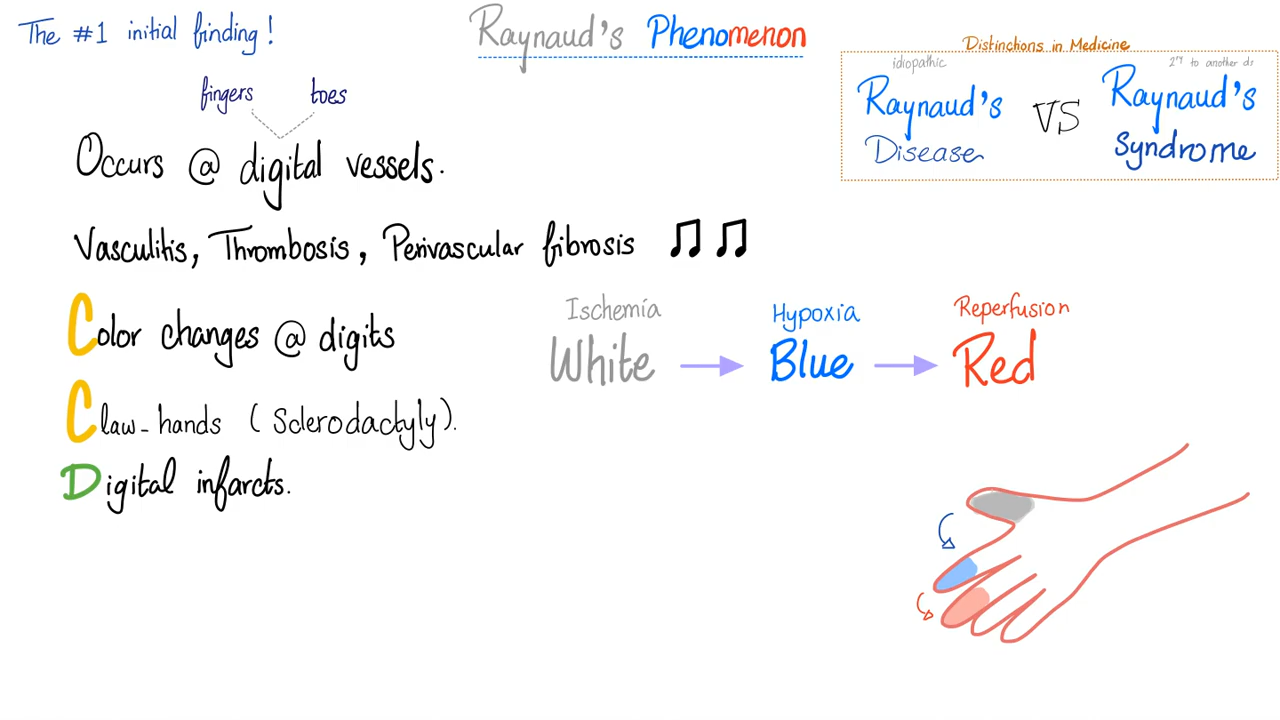 The #1 initial finding!
Raynaud's Phenomenon
Distinctions in Medicine
idiopathic
2ry to another ds
Raynaud's Disease
VS
Raynaud's Syndrome
fingers toes
Occurs @ digital vessels.
Vasculitis, Thrombosis, Perivascular fibrosis
Color changes @ digits
Ischemia
White
Hypoxia
Blue
Reperfusion
Red
Claw-hands (Sclerodactyly).
Digital infarcts.